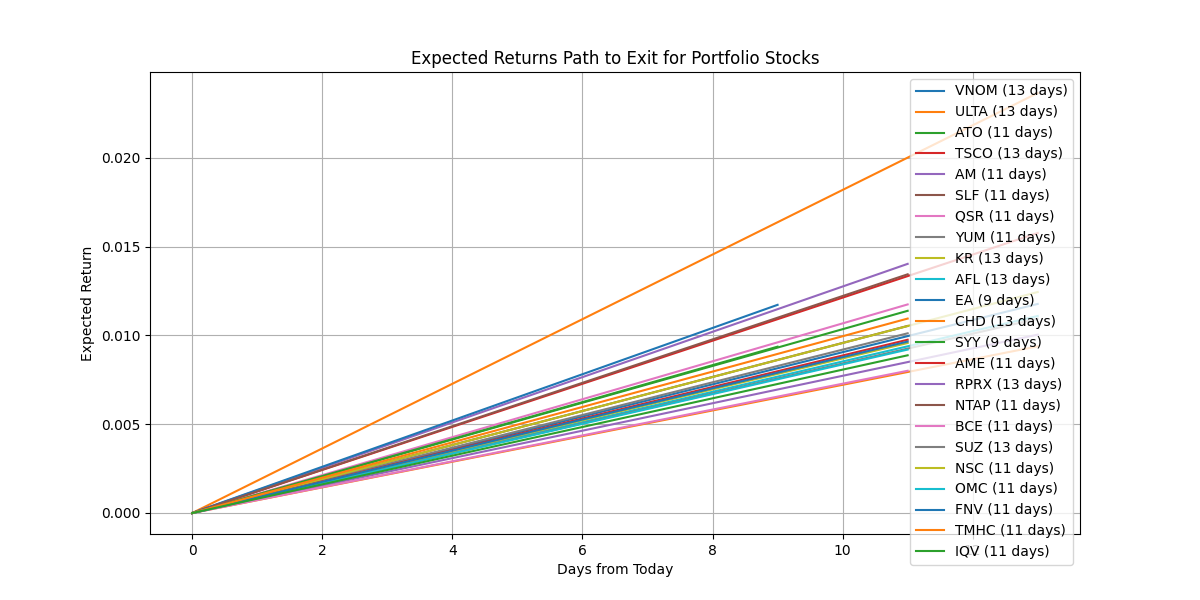 Expected Returns Path to Exit for Portfolio Stocks
Expected Return
0.020
0.015
0.010
0.005
0.000
0
2
4
6
8
10
Days from Today
VNOM (13 days)
ULTA (13 days)
ATO (11 days)
TSCO (13 days)
AM (11 days)
SLF (11 days)
QSR (11 days)
YUM (11 days)
KR (13 days)
AFL (13 days)
EA (9 days)
CHD (13 days)
SYY (9 days)
AME (11 days)
RPRX (13 days)
NTAP (11 days)
BCE (11 days)
SUZ (13 days)
NSC (11 days)
OMC (11 days)
FNV (11 days)
TMHC (11 days)
IQV (11 days)